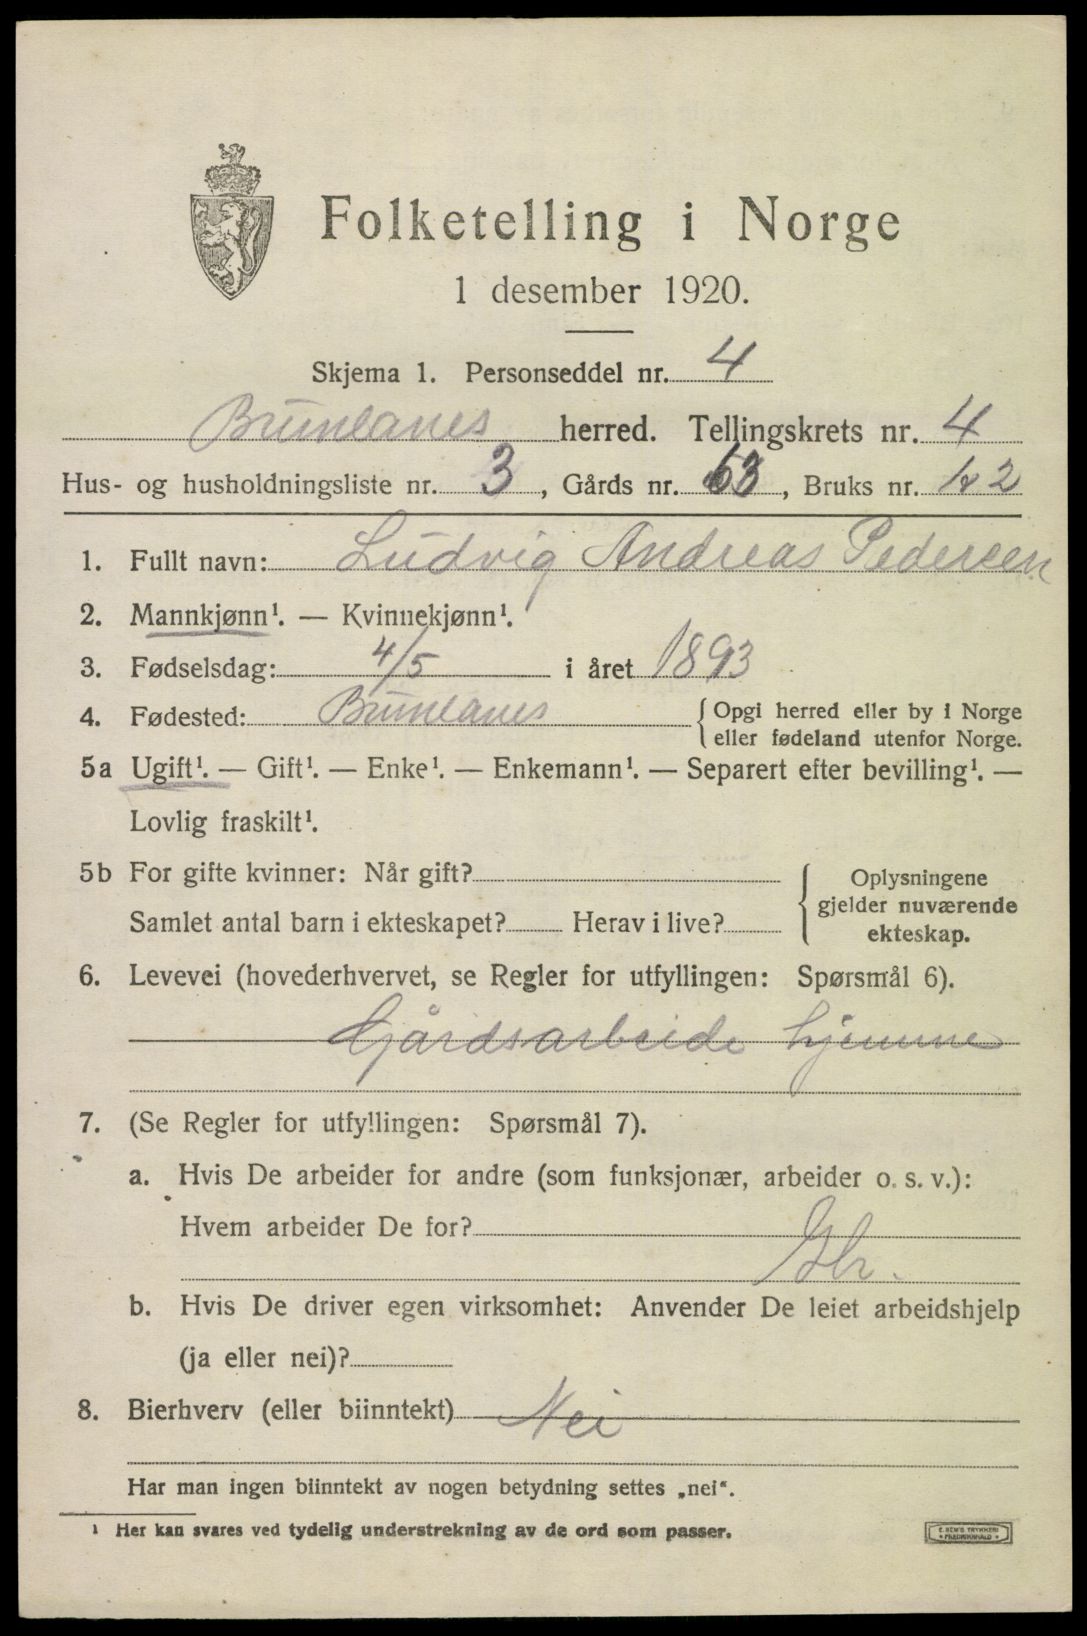 Folketelling i Norge
1 desember 1920.
Skjema 1. Personseddel nr. 4
Brunlanes herred. Tellingskrets nr. 4
Hus- og husholdningsliste nr. 3, Gårds nr. 63, Bruks nr. 1 2
1. Fullt navn: Ludvig Andreas Pedersen
2. Mannkjønn¹. — Kvinnekjønn¹.
3. Fødselsdag: 4/5 i året 1893
4. Fødested: Brunlanes { Opgi herred eller by i Norge
eller fødeland utenfor Norge.
5a Ugift¹. — Gift¹. — Enke¹. — Enkemann¹. — Separert efter bevilling¹. —
Lovlig fraskilt¹.
5b For gifte kvinner: Når gift? { Oplysningene
gjelder nuværende
Samlet antal barn i ekteskapet? Herav i live?
ekteskap.
6. Levevei (hovederhvervet, se Regler for utfyllingen: Spørsmål 6).
Gårdsarbeide hjemme
7. (Se Regler for utfyllingen: Spørsmål 7).
a. Hvis De arbeider for andre (som funksjonær, arbeider o. s. v.):
Hvem arbeider De for?
b. Hvis De driver egen virksomhet: Anvender De leiet arbeidshjelp
(ja eller nei)?
8. Bierhverv (eller biinntekt) Nei
Har man ingen biinntekt av nogen betydning settes „nei“.
¹ Her kan svares ved tydelig understrekning av de ord som passer.
E. SEM'S TRYKKERI
FREDRIKSHALD